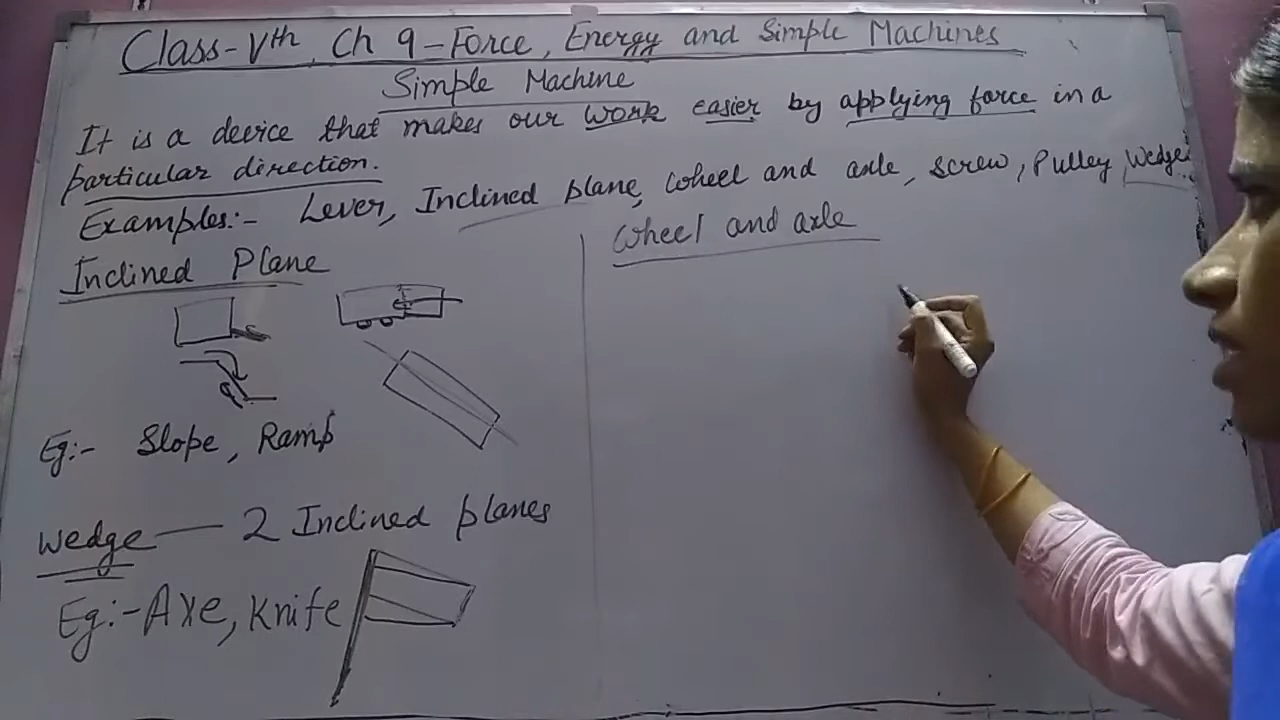 Class-Vth, Ch 9-Force, Energy and Simple Machines
Simple Machine
It is a device that makes our work easier by applying force in a
particular direction.
Examples:- Lever, Inclined plane, Wheel and axle, Screw, Pulley, Wedge.
Inclined Plane
Eg:- Slope, Ramp
Wedge — 2 Inclined planes
Eg:- Axe, Knife
Wheel and axle